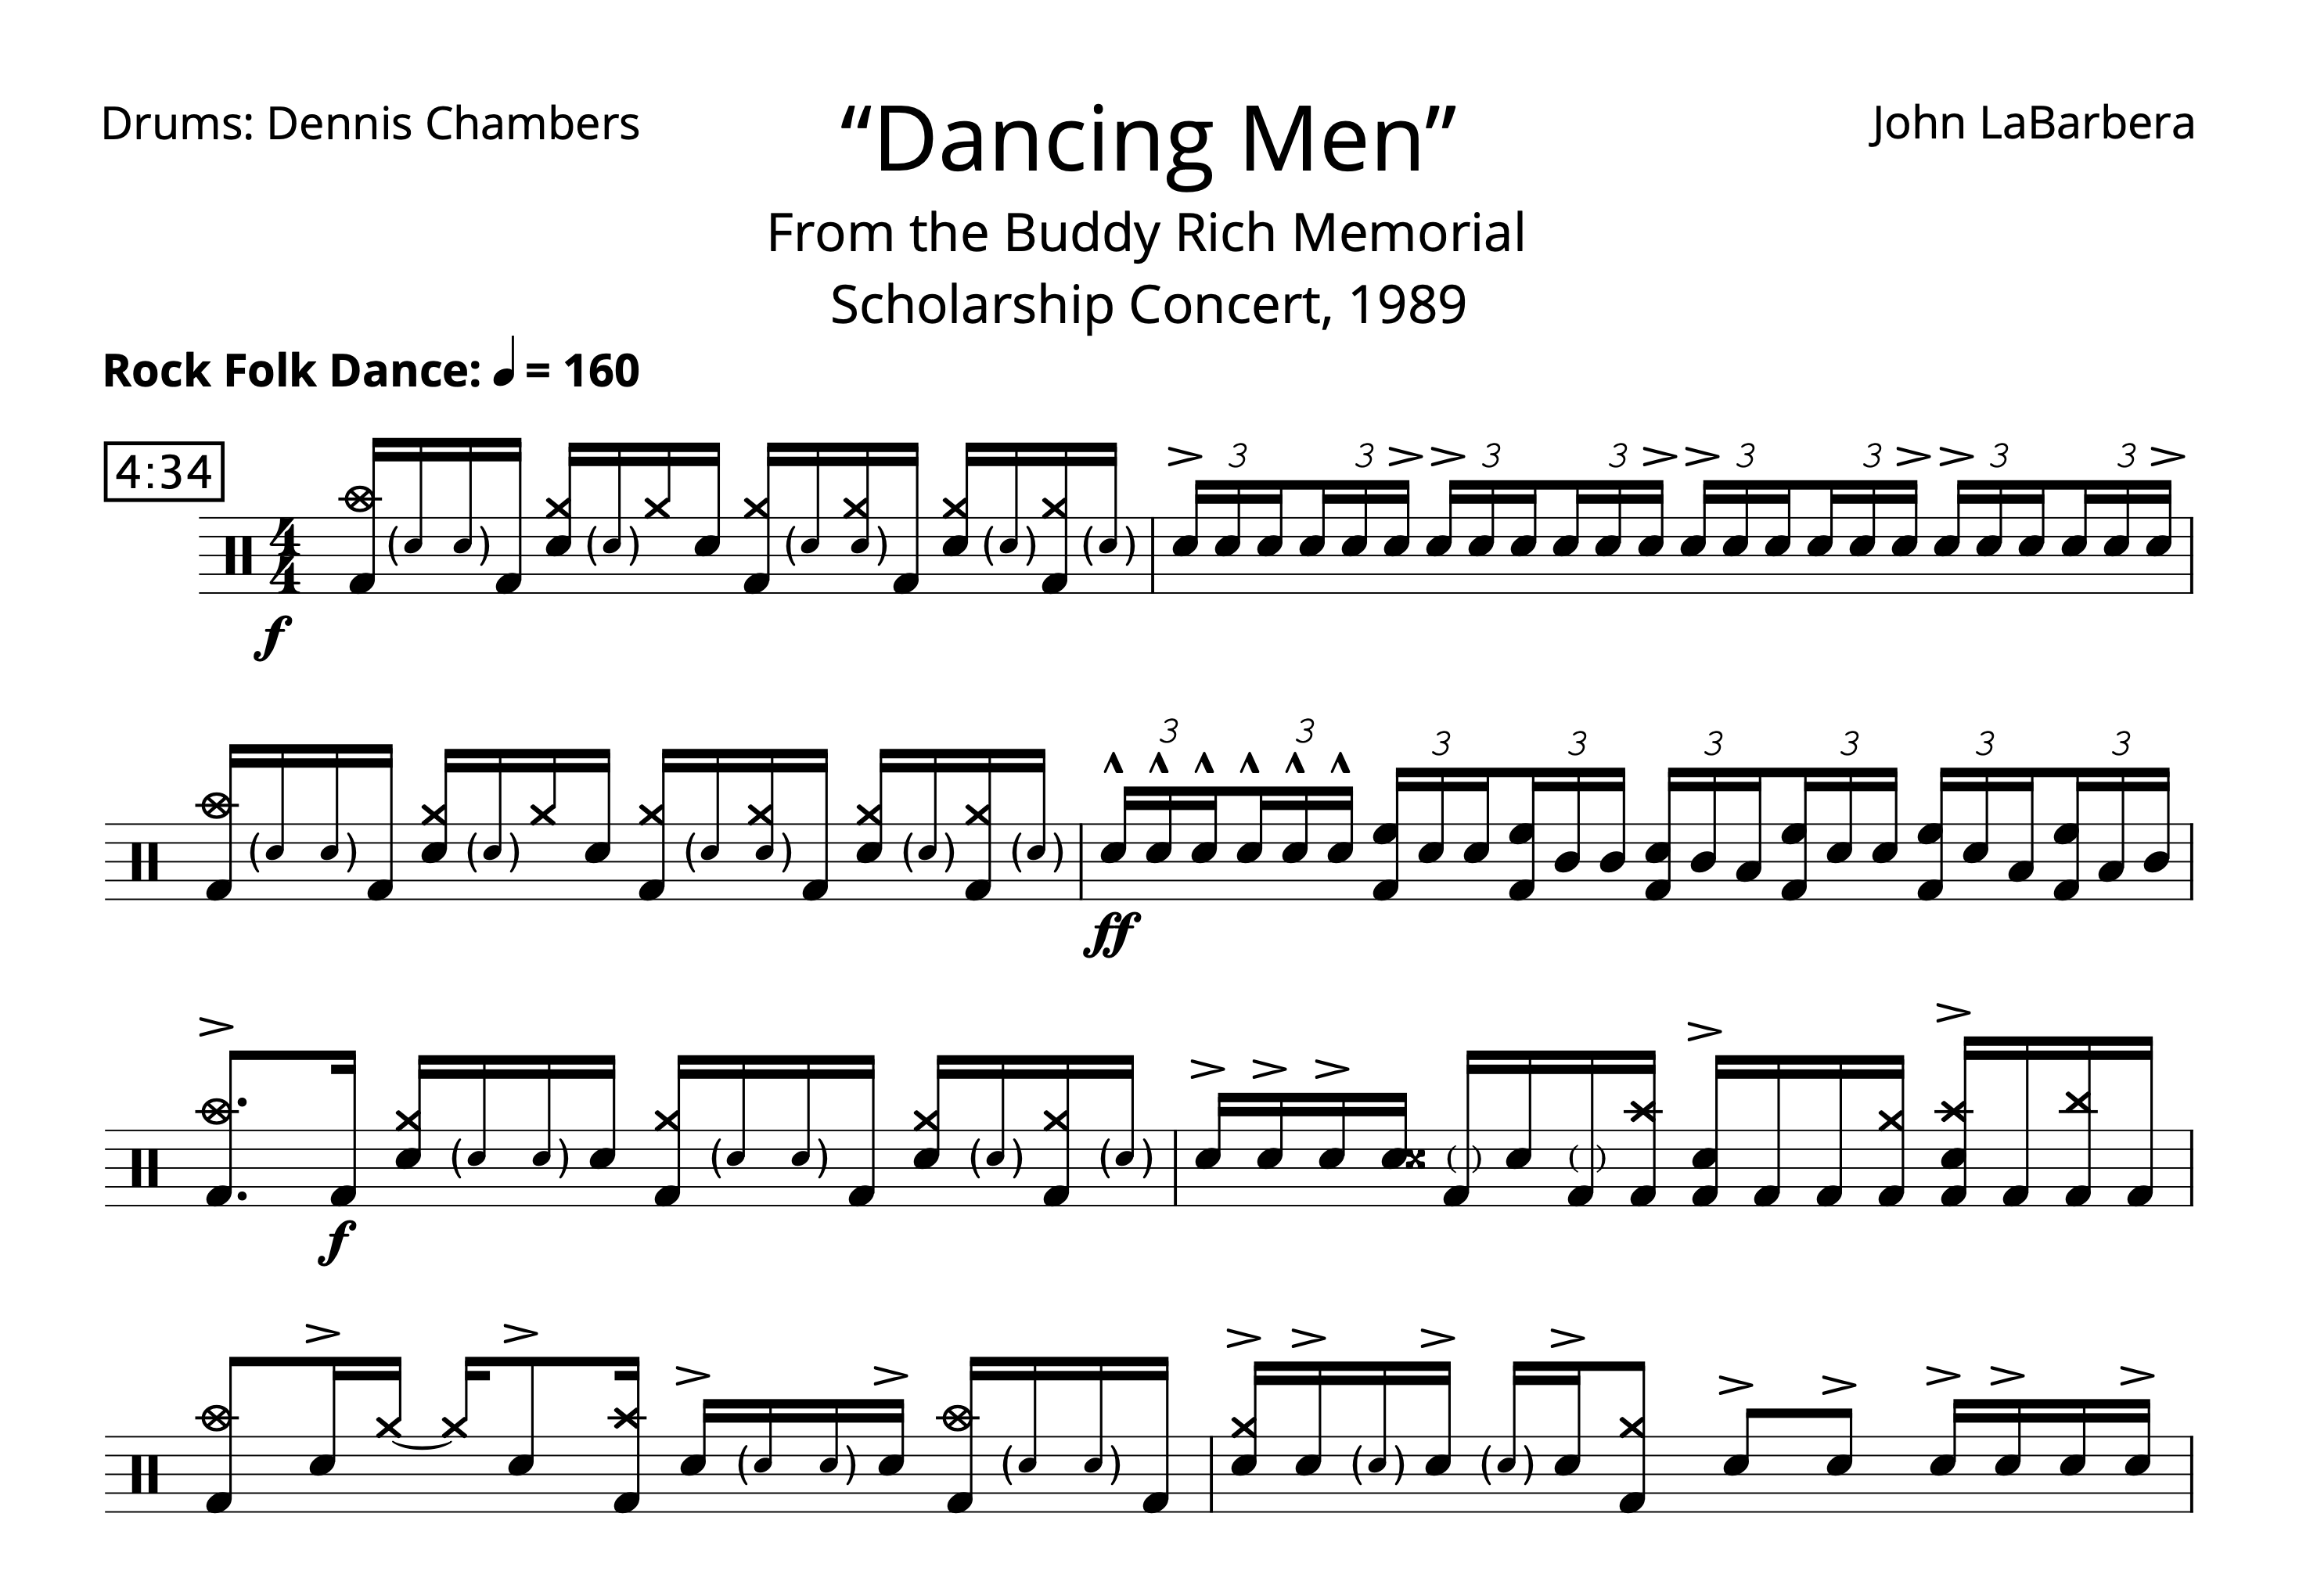 Drums: Dennis Chambers
“Dancing Men”
John LaBarbera
From the Buddy Rich Memorial
Scholarship Concert, 1989
Rock Folk Dance: ♩ = 160
4:34
3 3 3 3 3 3 3 3
4
4
f
3 3 3 3 3 3 3 3
ff
f